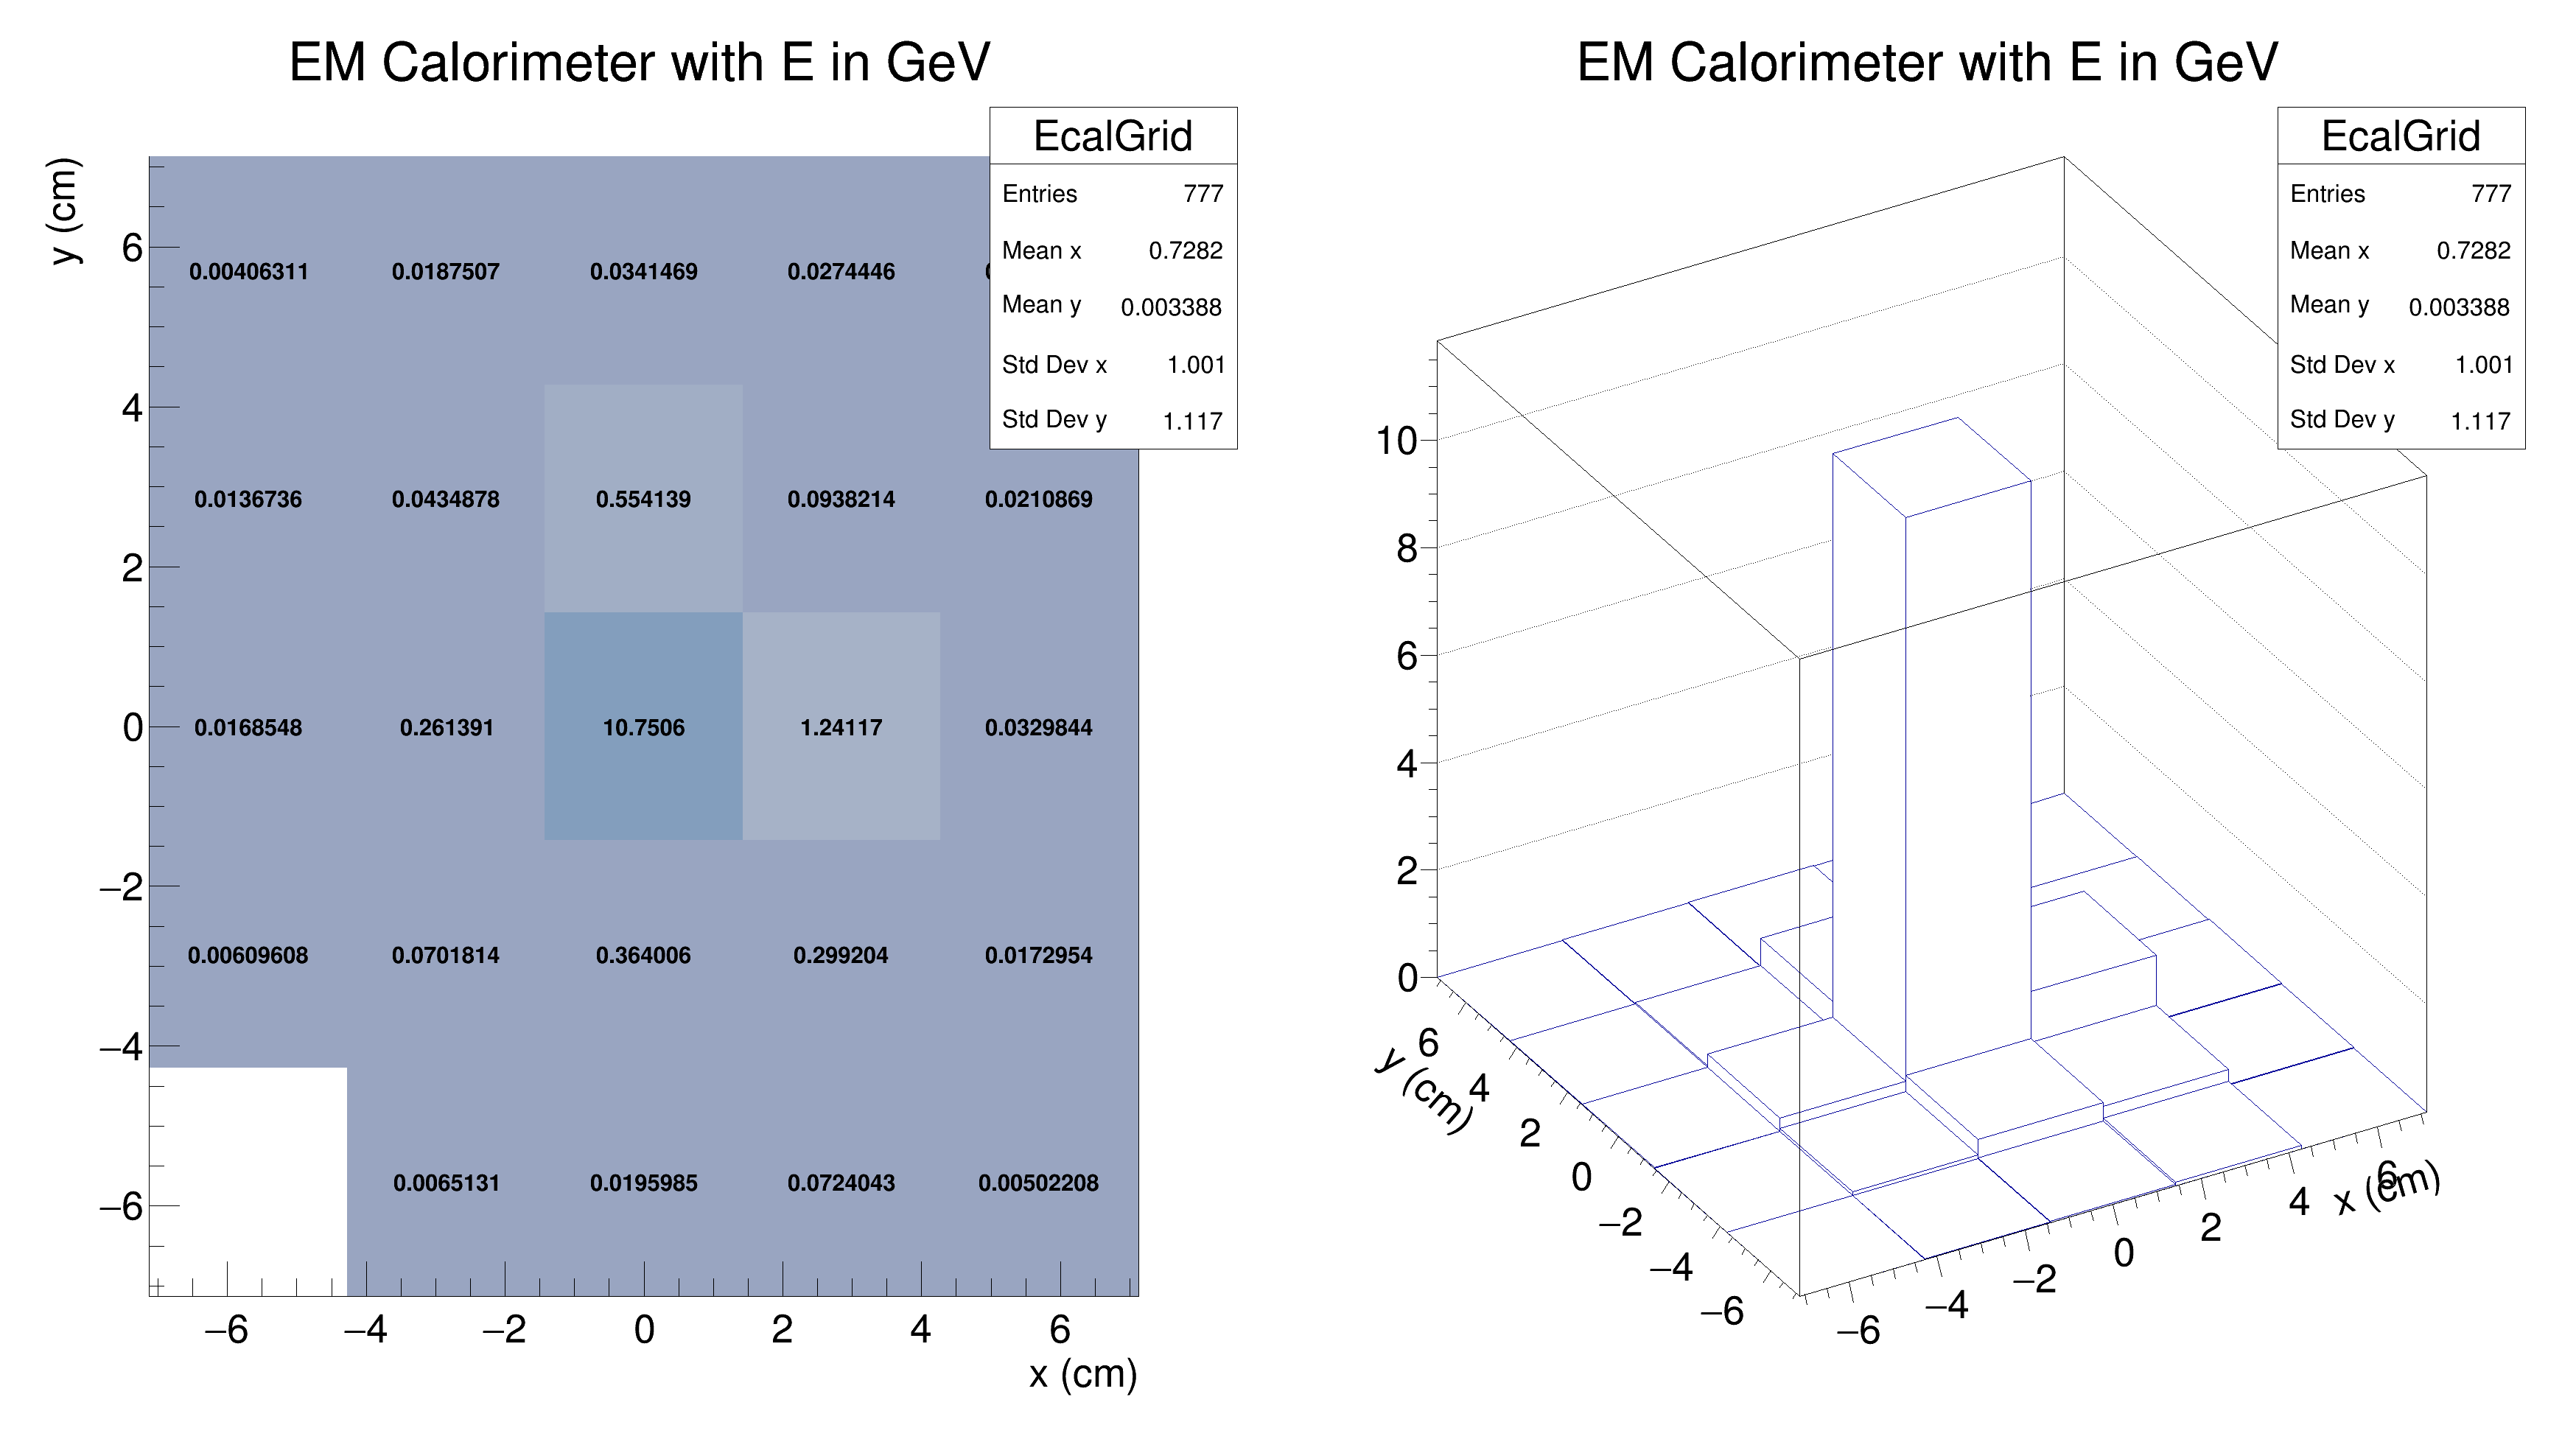 EM Calorimeter with E in GeV
EcalGrid
Entries 777
Mean x 0.7282
Mean y 0.003388
Std Dev x 1.001
Std Dev y 1.117
y (cm)
6
4
2
0
−2
−4
−6
0.00406311 0.0187507 0.0341469 0.0274446
0.0136736 0.0434878 0.554139 0.0938214 0.0210869
0.0168548 0.261391 10.7506 1.24117 0.0329844
0.00609608 0.0701814 0.364006 0.299204 0.0172954
0.0065131 0.0195985 0.0724043 0.00502208
−6 −4 −2 0 2 4 6
x (cm)
EM Calorimeter with E in GeV
EcalGrid
Entries 777
Mean x 0.7282
Mean y 0.003388
Std Dev x 1.001
Std Dev y 1.117
10
8
6
4
2
0
y (cm)
6
4
2
0
−2
−4
−6
−6 −4 −2 0 2 4 6
x (cm)